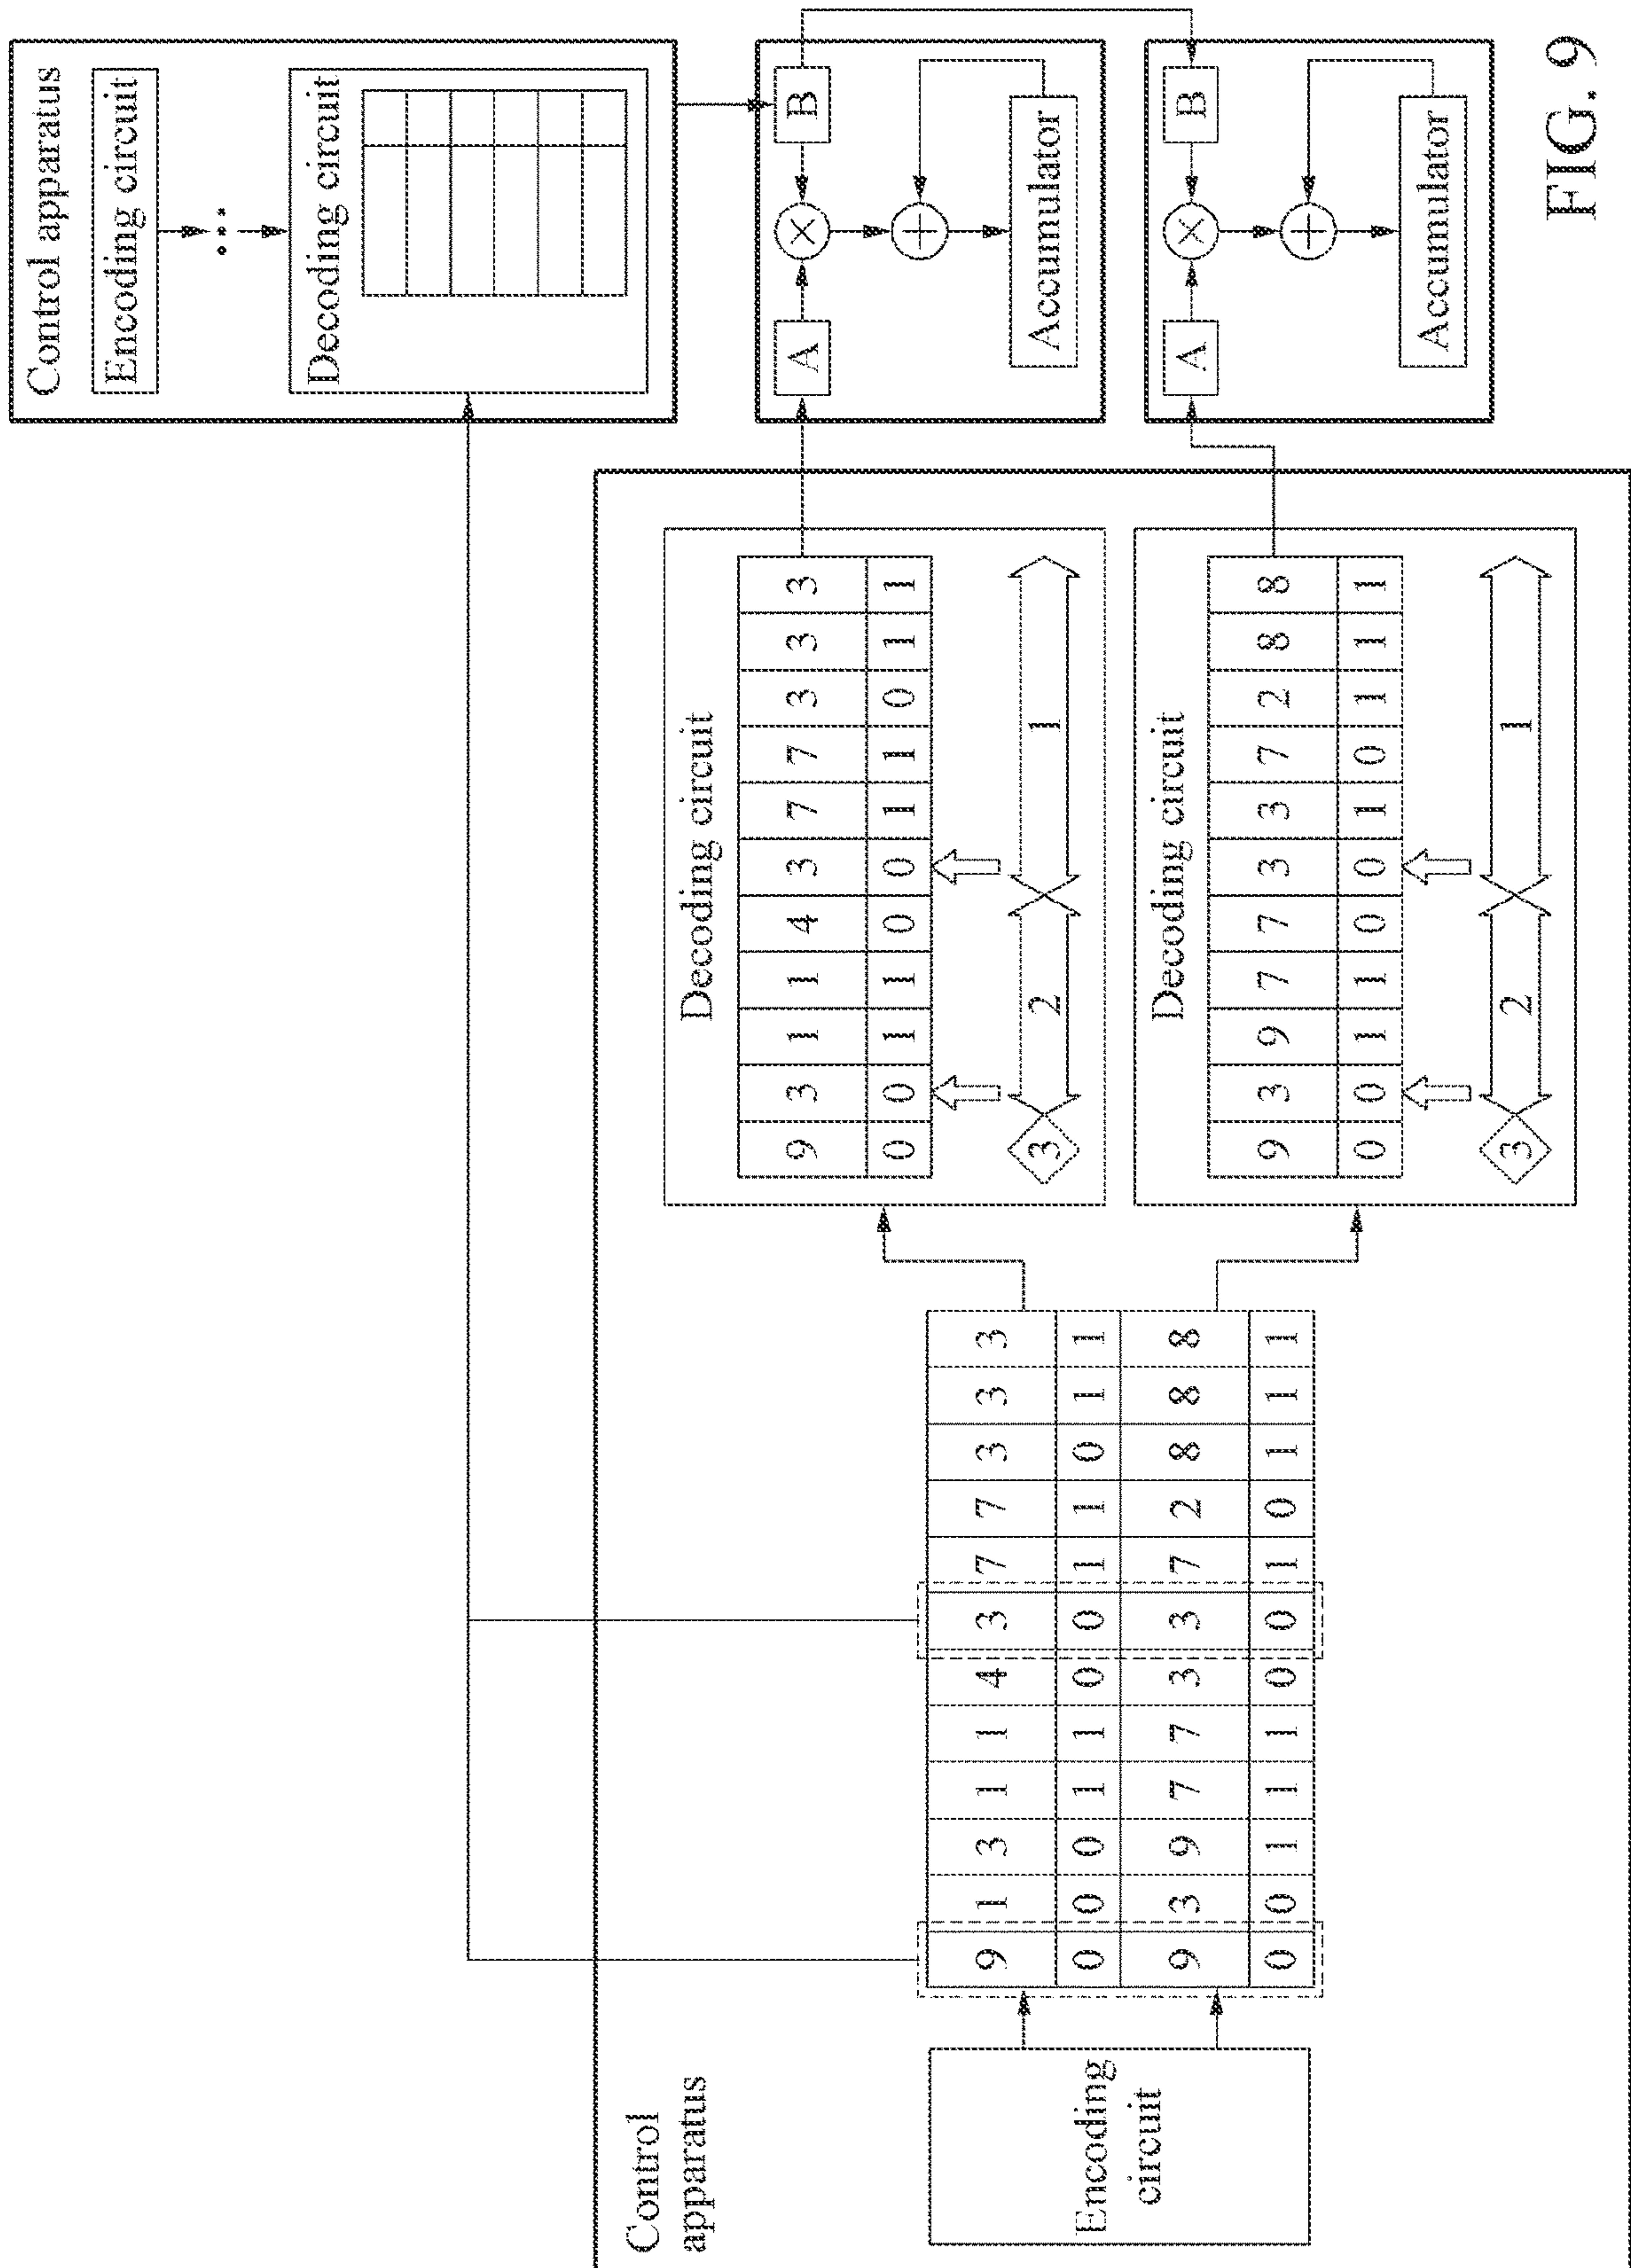 Control apparatus
Encoding circuit
Decoding circuit
Control
apparatus
Encoding
circuit
9 1 3 1 1 4 3 7 7 3 3 3
0 0 0 1 1 0 0 1 1 0 1 1
9 3 9 7 7 3 3 7 2 8 8 8
0 0 1 1 1 0 0 1 0 1 1 1
Decoding circuit
9 3 1 1 4 3 7 7 3 3 3
0 0 1 1 0 0 1 1 0 1 1
3 2 1
Decoding circuit
9 3 9 7 7 3 3 7 2 8 8
0 0 1 1 0 0 1 0 1 1 1
3 2 1
A × B
+
Accumulator
A × B
+
Accumulator
FIG. 9